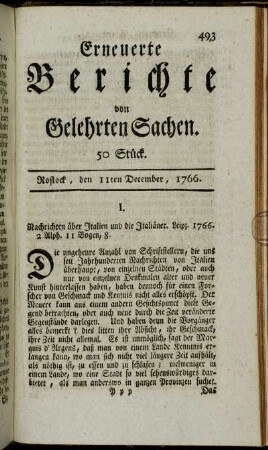 493
Erneuerte
Berichte
von
Gelehrten Sachen.
50 Stück.
Rostock, den 11ten December, 1766.
I.
Nachrichten über Italien und die Italiäner. Leipz. 1766.
2 Alph. 11 Bogen, 8.
Die ungeheure Anzahl von Schriftstellern, die uns
seit Jahrhunderten Nachrichten von Italien
überhaupt, von einzelnen Städten, oder auch
nur von einzelnen Denkmalen alter und neuer
Kunst hinterlassen haben, haben dennoch für einen For-
scher von Geschmack und Kenntnis nicht alles erschöpft. Der
Neuere kann aus einem andern Gesichtspunct diese Ge-
gend betrachten, oder auch neue durch die Zeit veränderte
Gegenstände darlegen. Und haben denn die Vorgänger
alles bemerkt? dies litten ihre Absicht, ihr Geschmack,
ihre Zeit nicht allemal. Es ist unmöglich, sagt der Mar-
quis d'Argens, daß man von einem Lande Kenntnis er-
langen kann, wo man sich nicht viel längere Zeit aufhält,
als nöthig ist, zu essen und zu schlafen: vielweniger in
einem Lande, wo eine Stadt so viel sehenswürdiges dar-
bietet, als man anderswo in ganzen Provinzen suchet.
Ppp Das